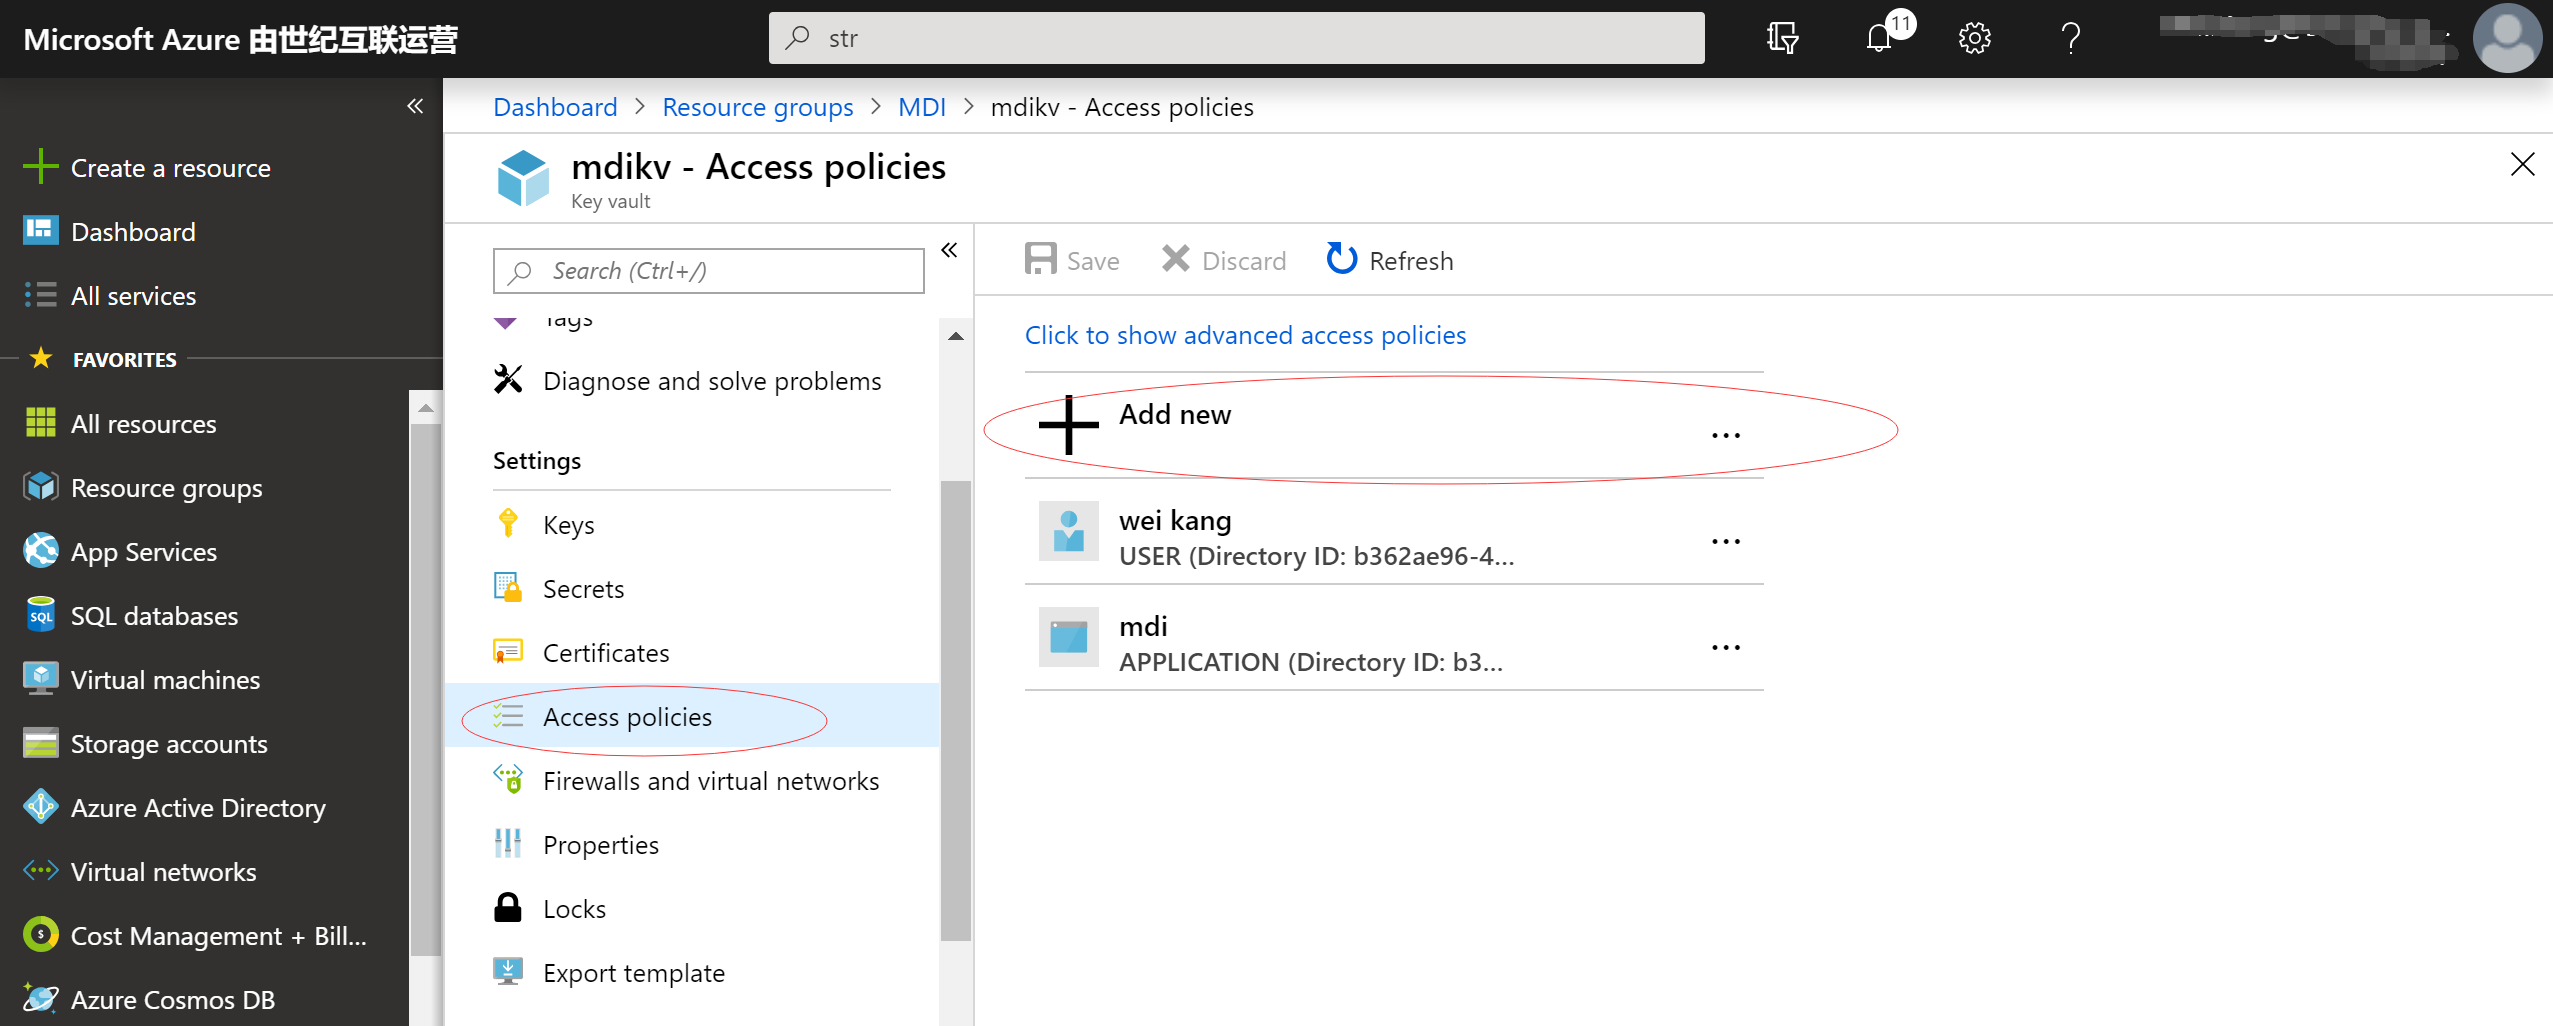 Microsoft Azure 由世纪互联运营
str
11
Dashboard > Resource groups > MDI > mdikv - Access policies
Create a resource
Dashboard
All services
FAVORITES
All resources
Resource groups
App Services
SQL
SQL databases
Virtual machines
Storage accounts
Azure Active Directory
Virtual networks
Cost Management + Bill...
Azure Cosmos DB
mdikv - Access policies
Key vault
Search (Ctrl+/)
Tags
Diagnose and solve problems
Settings
Keys
Secrets
Certificates
Access policies
Firewalls and virtual networks
Properties
Locks
Export template
Save
Discard
Refresh
Click to show advanced access policies
Add new
...
wei kang
USER (Directory ID: b362ae96-4...
...
mdi
APPLICATION (Directory ID: b3...
...